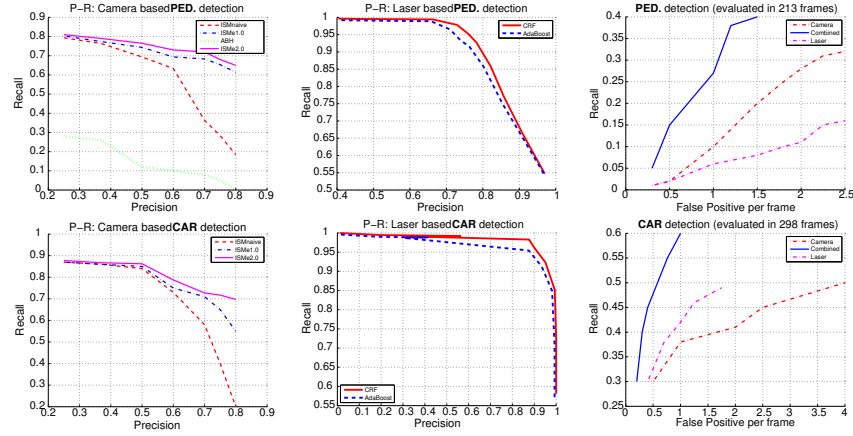 P-R: Camera basedPED. detection
0.9
0.8
0.7
0.6
0.5
0.4
0.3
0.2
0.1
0
Recall
ISMnaive
ISMe1.0
ABH
ISMe2.0
0.2 0.3 0.4 0.5 0.6 0.7 0.8 0.9
Precision
P-R: Laser basedPED. detection
1
0.95
0.9
0.85
0.8
0.75
0.7
0.65
0.6
0.55
0.5
Recall
CRF
AdaBoost
0.4 0.5 0.6 0.7 0.8 0.9 1
Precision
PED. detection (evaluated in 213 frames)
0.4
0.35
0.3
0.25
0.2
0.15
0.1
0.05
0
Recall
Camera
Combined
Laser
0 0.5 1 1.5 2 2.5
False Positive per frame
P-R: Camera basedCAR detection
1
0.9
0.8
0.7
0.6
0.5
0.4
0.3
0.2
Recall
ISMnaive
ISMe1.0
ISMe2.0
0.2 0.3 0.4 0.5 0.6 0.7 0.8 0.9
Precision
P-R: Laser basedCAR detection
1
0.95
0.9
0.85
0.8
0.75
0.7
0.65
0.6
0.55
Recall
CRF
AdaBoost
0 0.1 0.2 0.3 0.4 0.5 0.6 0.7 0.8 0.9 1
Precision
CAR detection (evaluated in 298 frames)
0.6
0.55
0.5
0.45
0.4
0.35
0.3
0.25
0.2
Recall
Camera
Combined
Laser
0 0.5 1 1.5 2 2.5 3 3.5 4
False Positive per frame